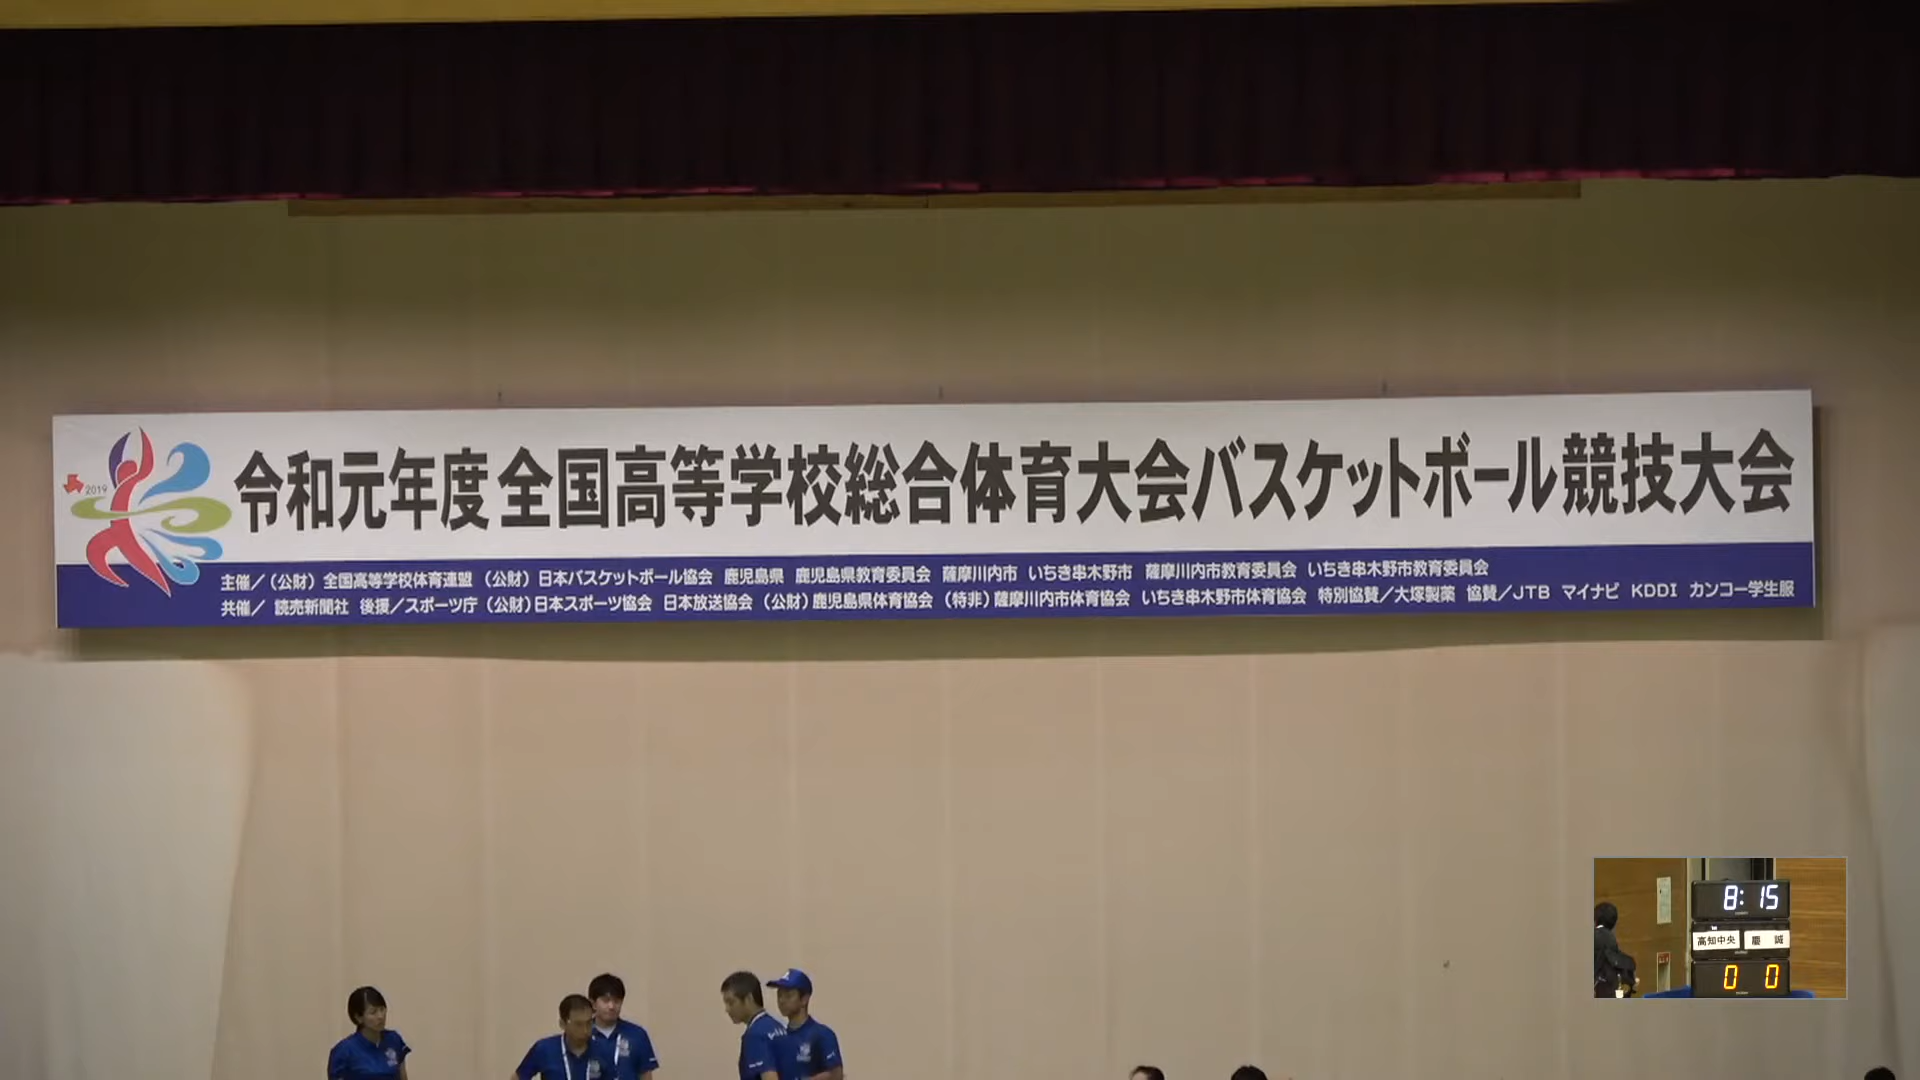 2019
令和元年度全国高等学校総合体育大会バスケットボール競技大会
主催／（公財）全国高等学校体育連盟 （公財）日本バスケットボール協会 鹿児島県 鹿児島県教育委員会 薩摩川内市 いちき串木野市 薩摩川内市教育委員会 いちき串木野市教育委員会
共催／ 読売新聞社 後援／スポーツ庁（公財）日本スポーツ協会 日本放送協会（公財）鹿児島県体育協会（特非）薩摩川内市体育協会 いちき串木野市体育協会 特別協賛／大塚製薬 協賛／JTB マイナビ KDDI カンコー学生服
8:15
高知中央 慶 誠
0 0